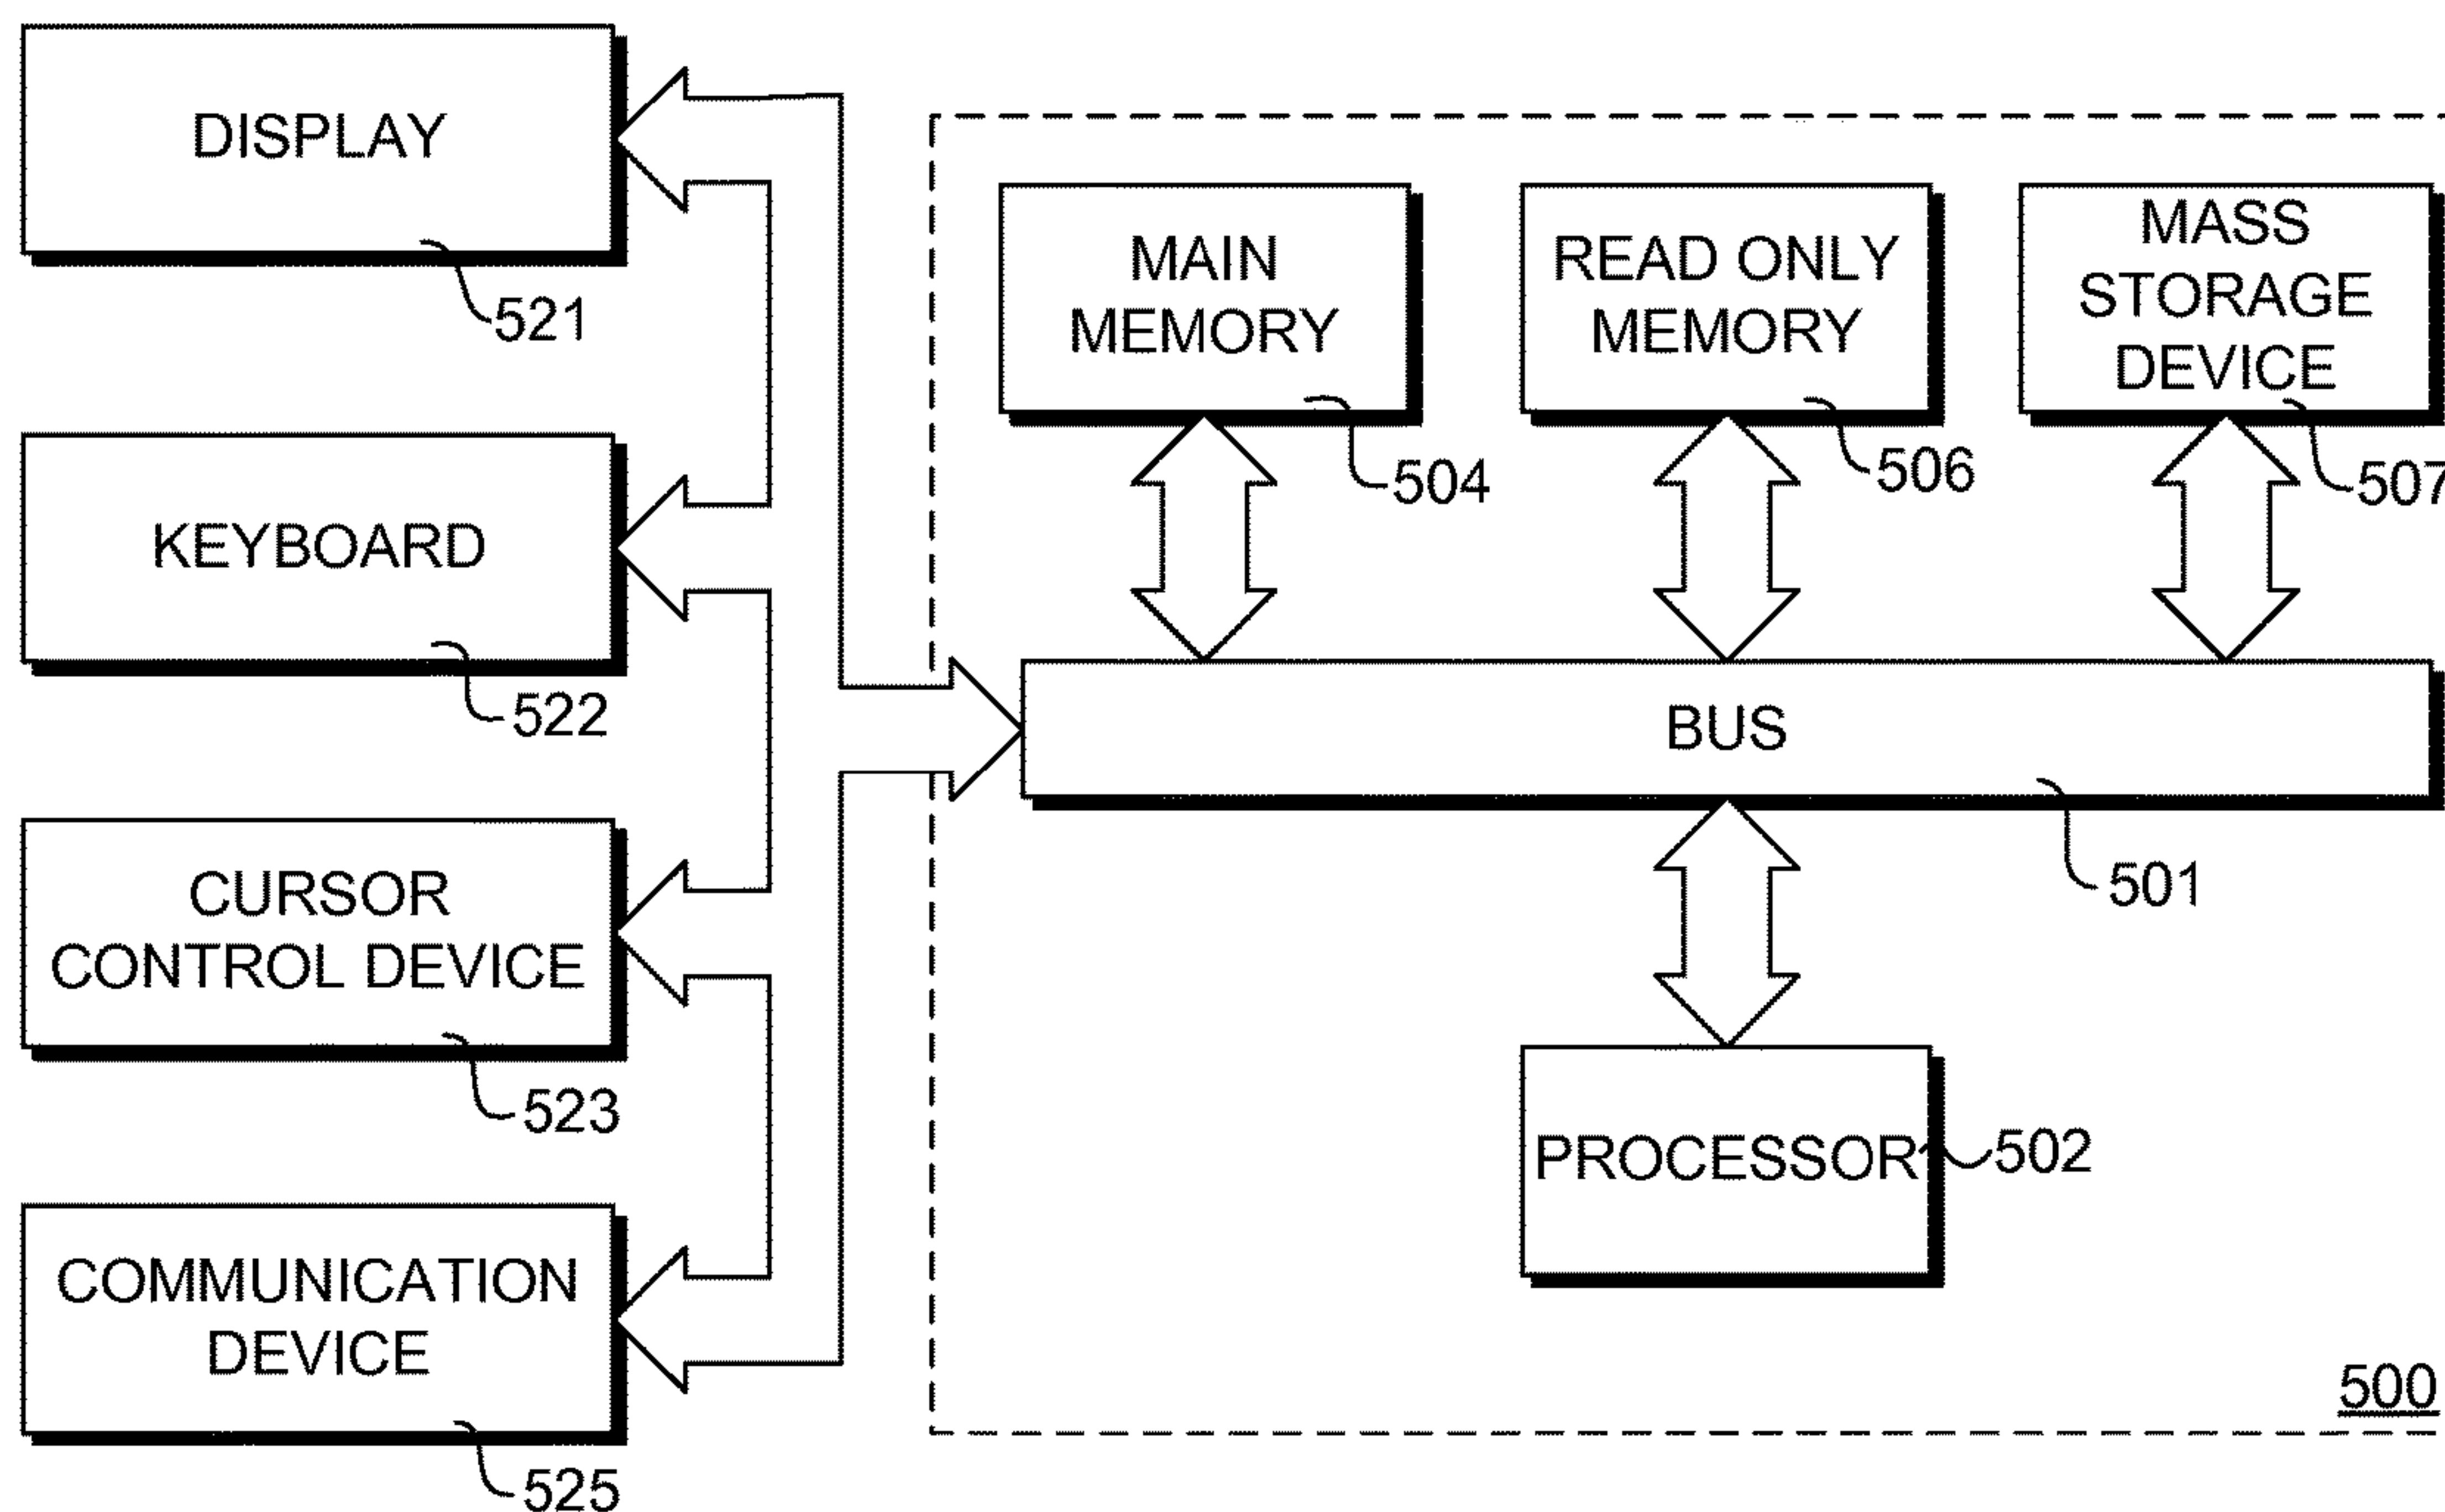 DISPLAY
521
KEYBOARD
522
CURSOR
CONTROL DEVICE
523
COMMUNICATION
DEVICE
525
MAIN
MEMORY
504
READ ONLY
MEMORY
506
MASS
STORAGE
DEVICE
507
BUS
501
PROCESSOR
502
500